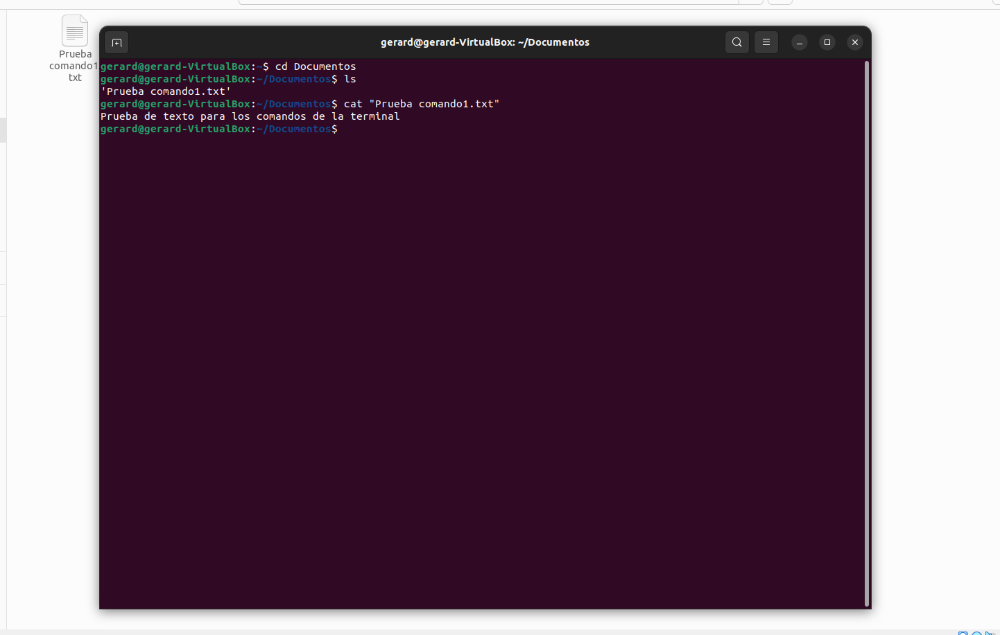 Prueba
comando1
txt
gerard@gerard-VirtualBox: ~/Documentos
gerard@gerard-VirtualBox:~$ cd Documentos
gerard@gerard-VirtualBox:~/Documentos$ ls
'Prueba comando1.txt'
gerard@gerard-VirtualBox:~/Documentos$ cat "Prueba comando1.txt"
Prueba de texto para los comandos de la terminal
gerard@gerard-VirtualBox:~/Documentos$